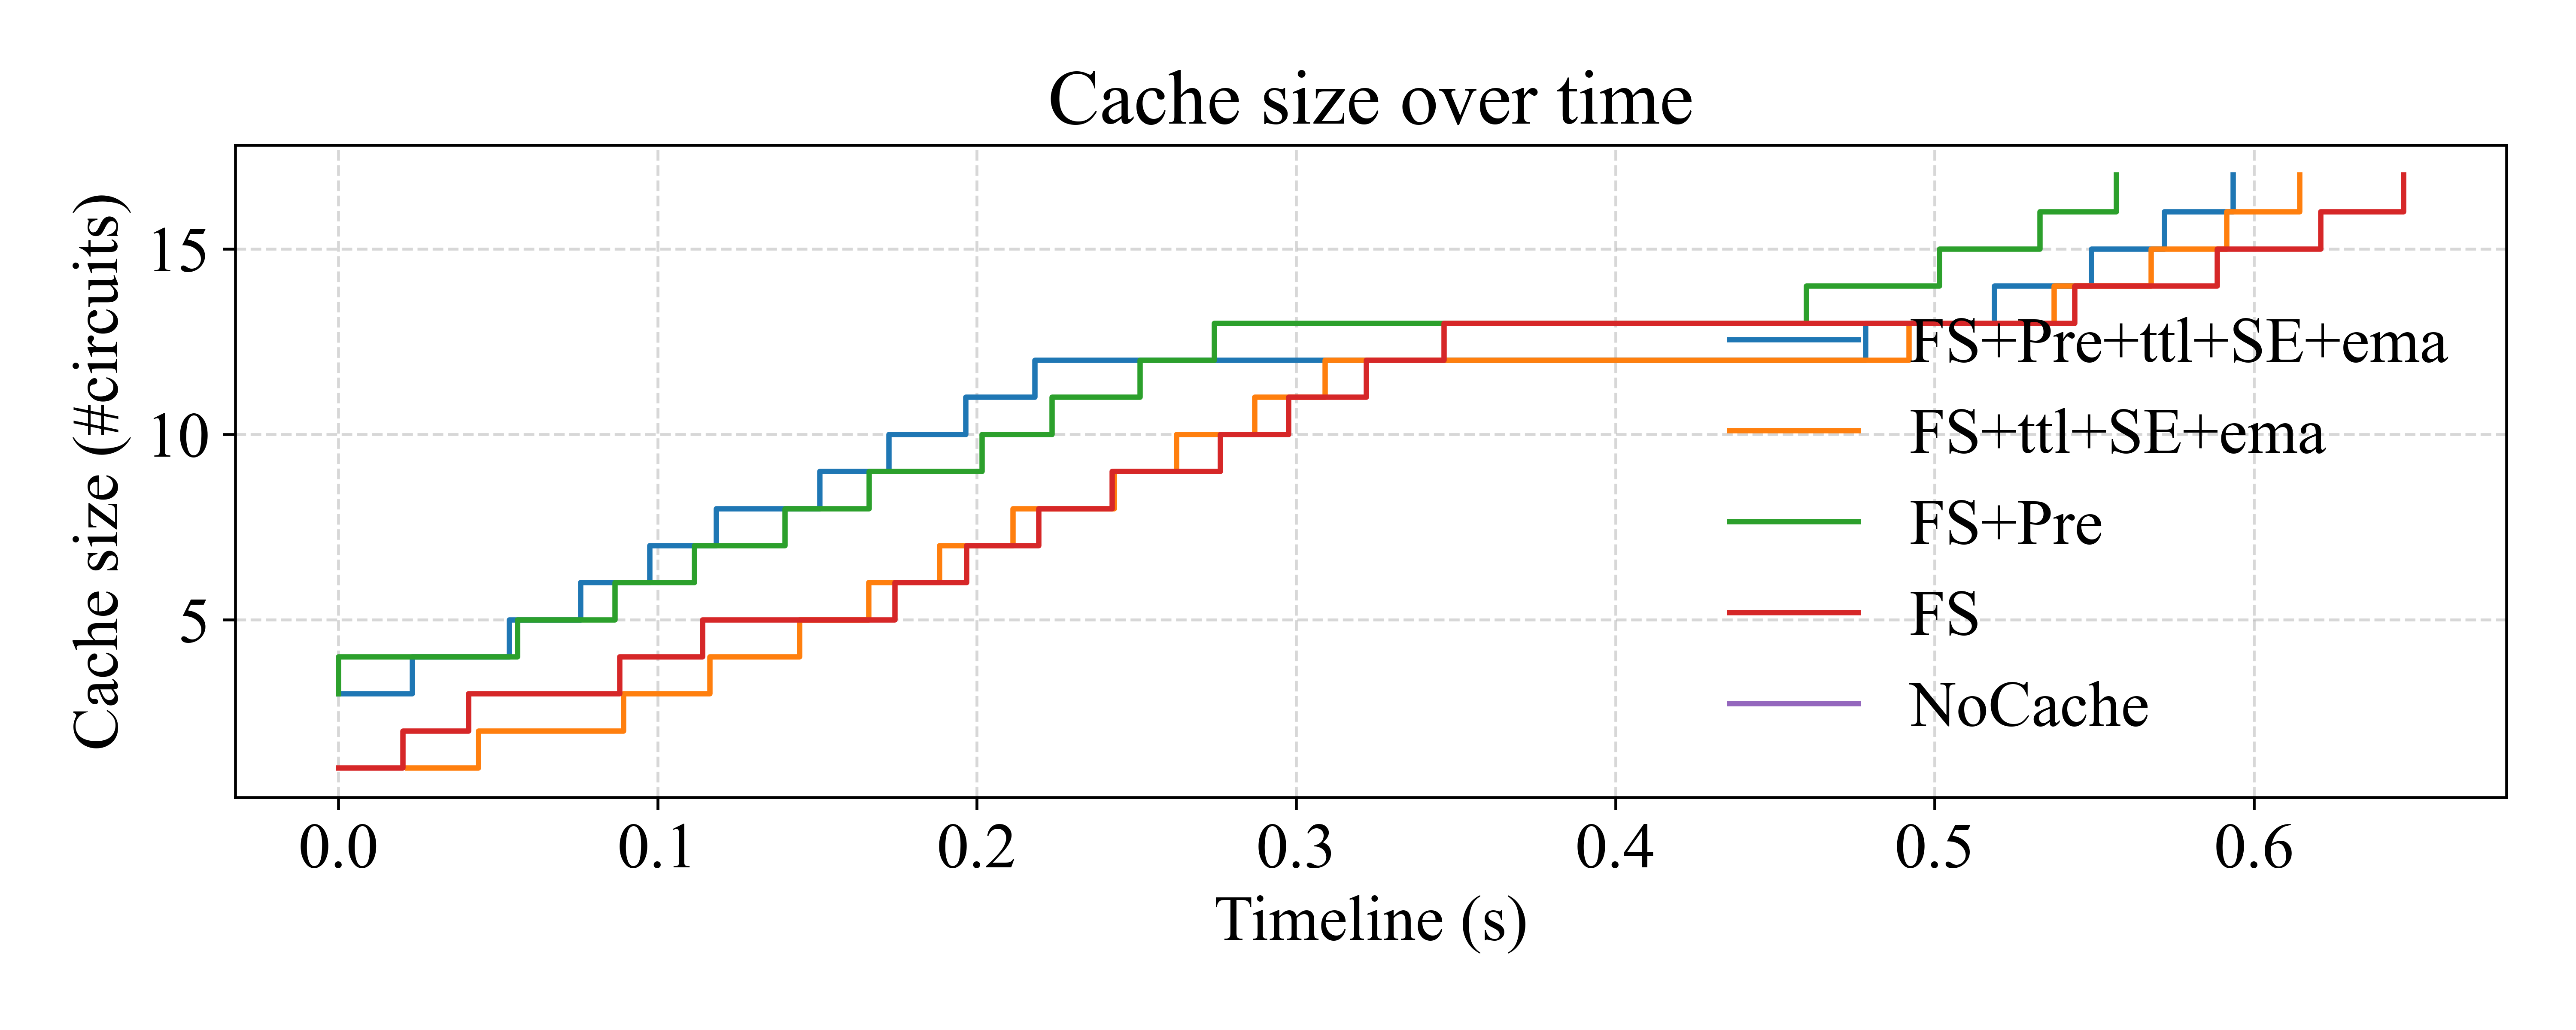 Cache size over time
Cache size (#circuits)
15
10
5
FS+Pre+ttl+SE+ema
FS+ttl+SE+ema
FS+Pre
FS
NoCache
0.0 0.1 0.2 0.3 0.4 0.5 0.6
Timeline (s)